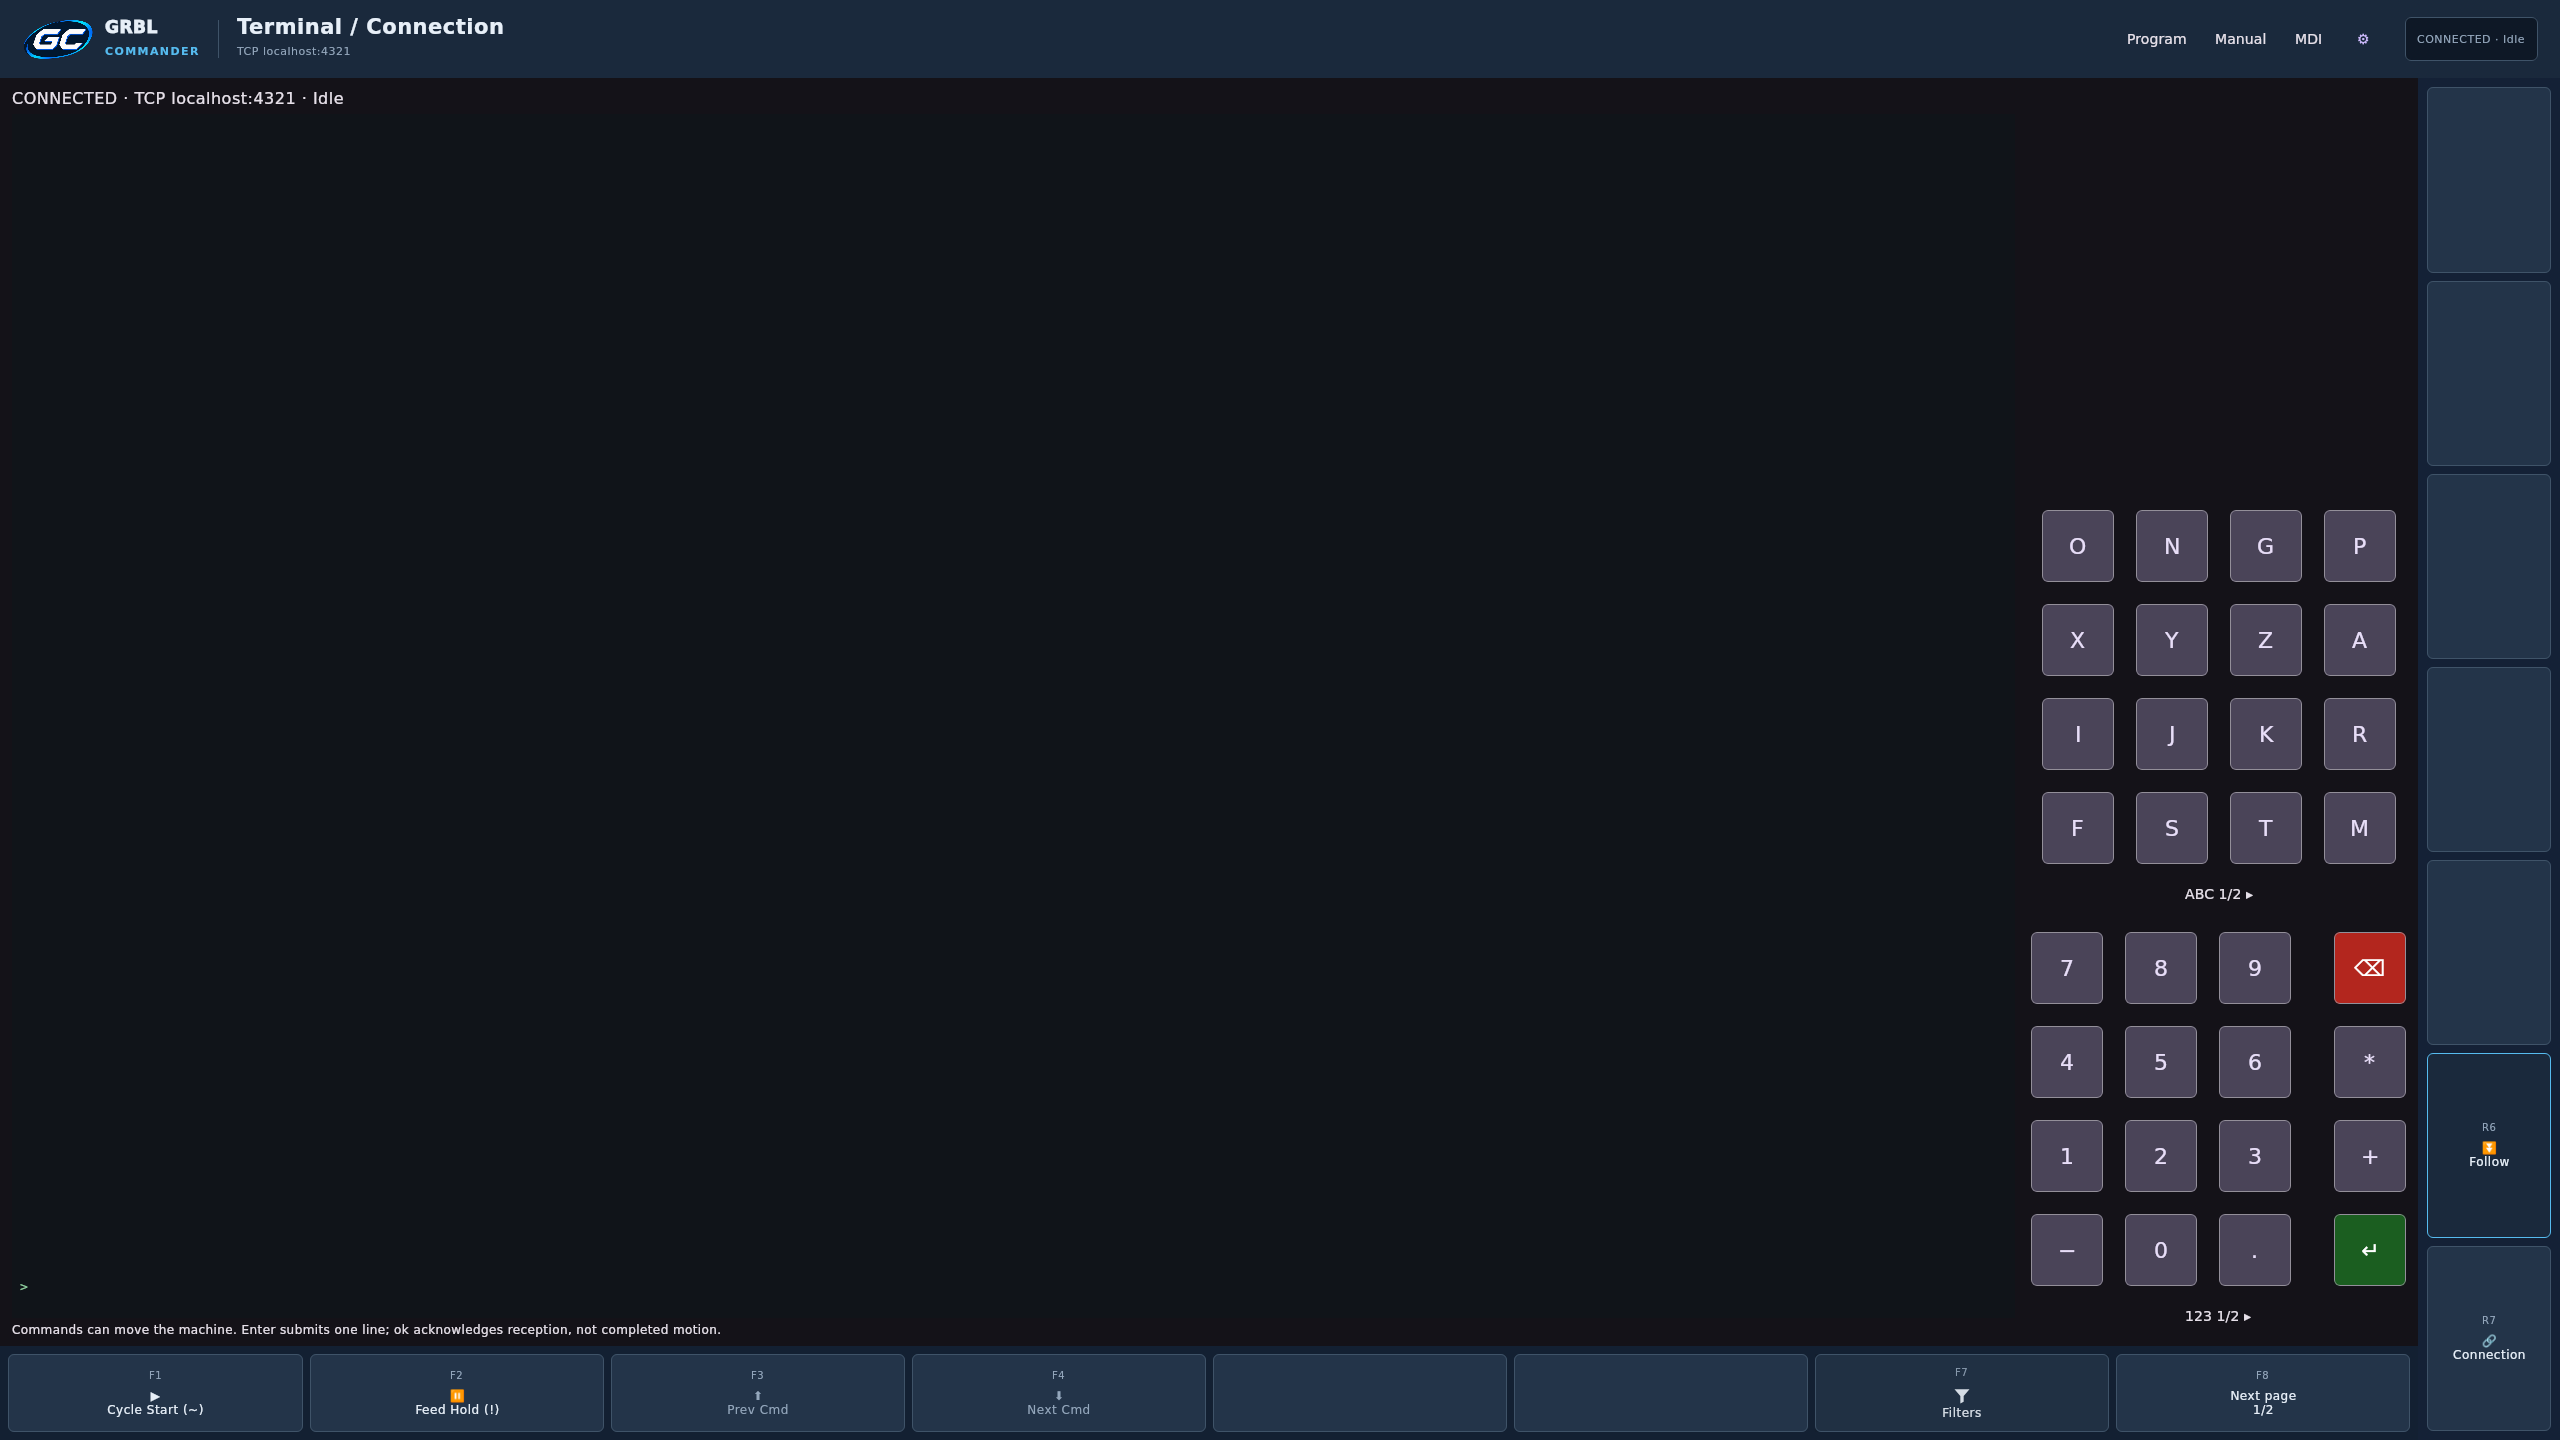 GC
GRBL
COMMANDER
Terminal / Connection
TCP localhost:4321
Program
Manual
MDI
CONNECTED · Idle
CONNECTED · TCP localhost:4321 · Idle
O N G P
X Y Z A
I J K R
F S T M
ABC 1/2 ▸
7 8 9 ⌫
4 5 6 *
1 2 3 +
− 0 . ↵
123 1/2 ▸
>
Commands can move the machine. Enter submits one line; ok acknowledges reception, not completed motion.
R6
Follow
R7
Connection
F1
Cycle Start (~)
F2
Feed Hold (!)
F3
Prev Cmd
F4
Next Cmd
F7
Filters
F8
Next page
1/2